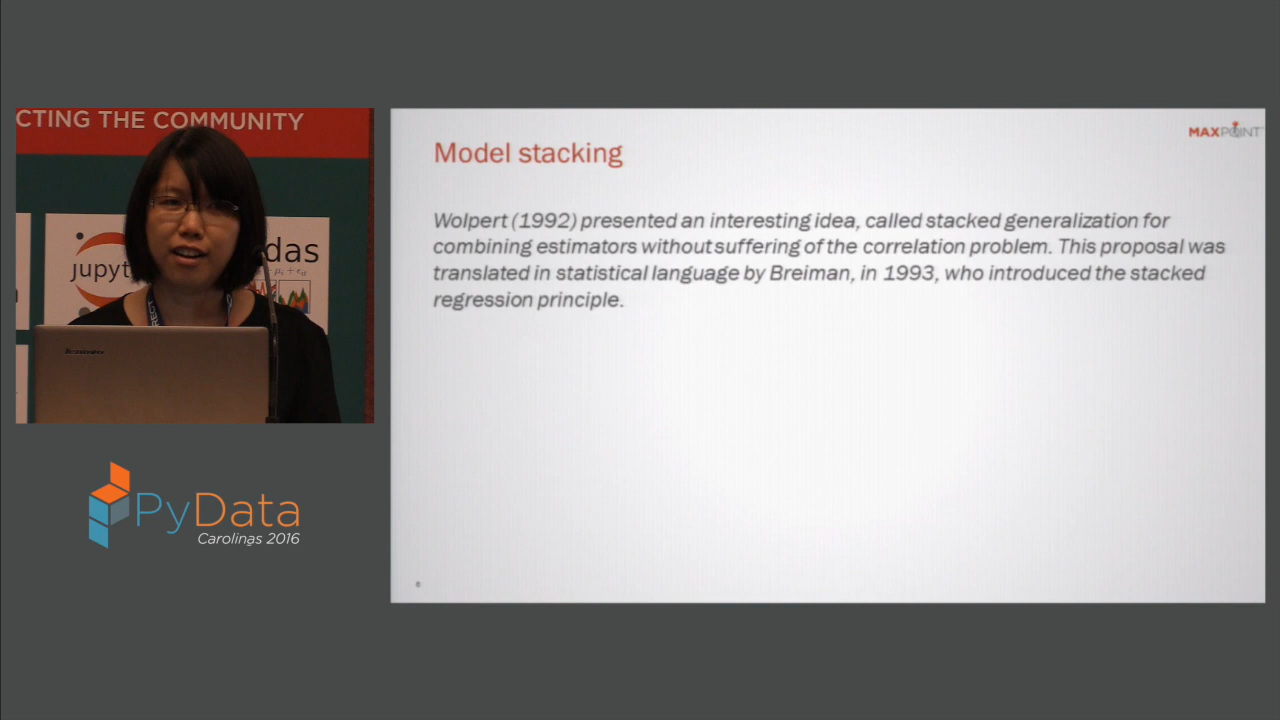 CTING THE COMMUNITY
jupyt
das
lenovo
PyData
Carolinas 2016
MAXPOINT
Model stacking
Wolpert (1992) presented an interesting idea, called stacked generalization for
combining estimators without suffering of the correlation problem. This proposal was
translated in statistical language by Breiman, in 1993, who introduced the stacked
regression principle.
6